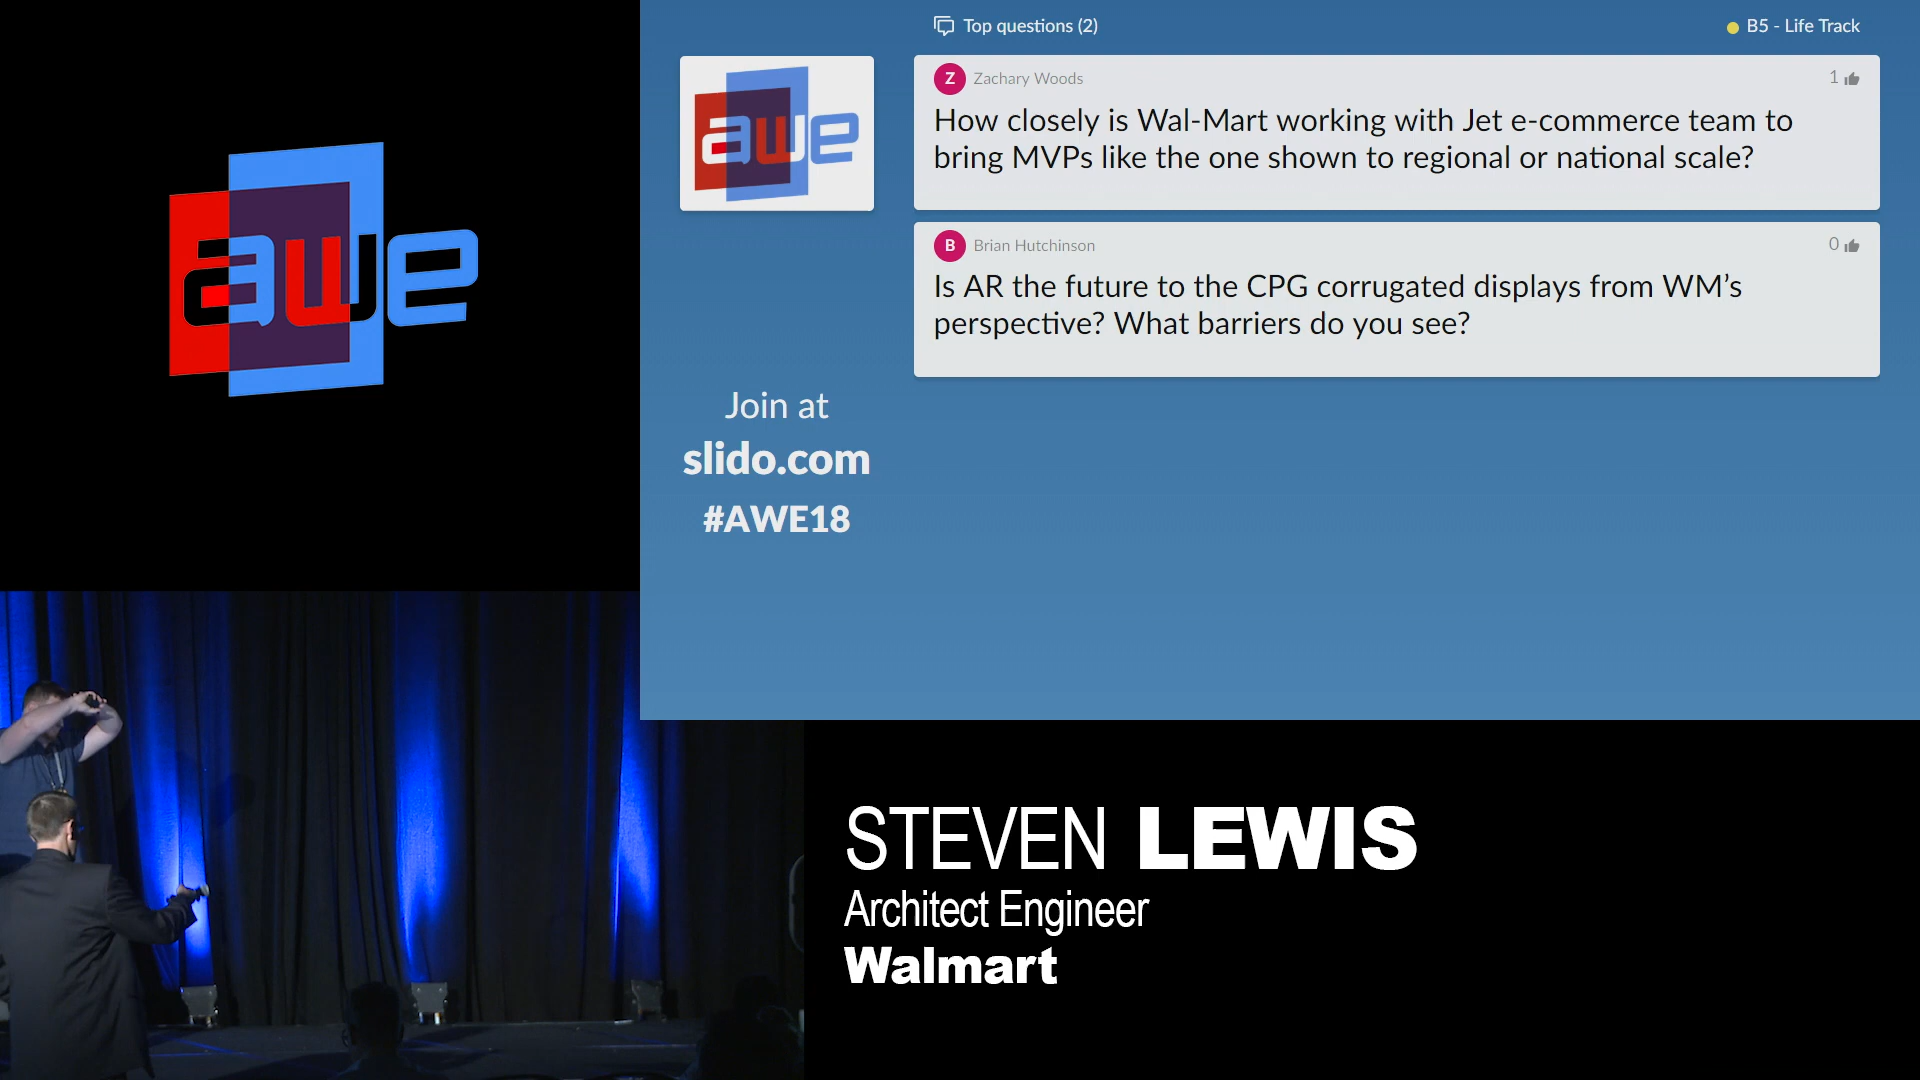 awe
Top questions (2)
B5 - Life Track
awe
Z Zachary Woods
1
How closely is Wal-Mart working with Jet e-commerce team to
bring MVPs like the one shown to regional or national scale?
B Brian Hutchinson
0
Is AR the future to the CPG corrugated displays from WM’s
perspective? What barriers do you see?
Join at
slido.com
#AWE18
STEVEN LEWIS
Architect Engineer
Walmart